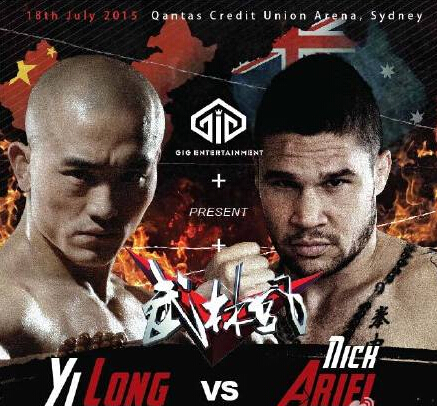 18th July 2015 Qantas Credit Union Arena, Sydney
GIG
GIG ENTERTAINMENT
+
PRESENT
+
武林風
YI LONG
VS
NICK
ARIEL